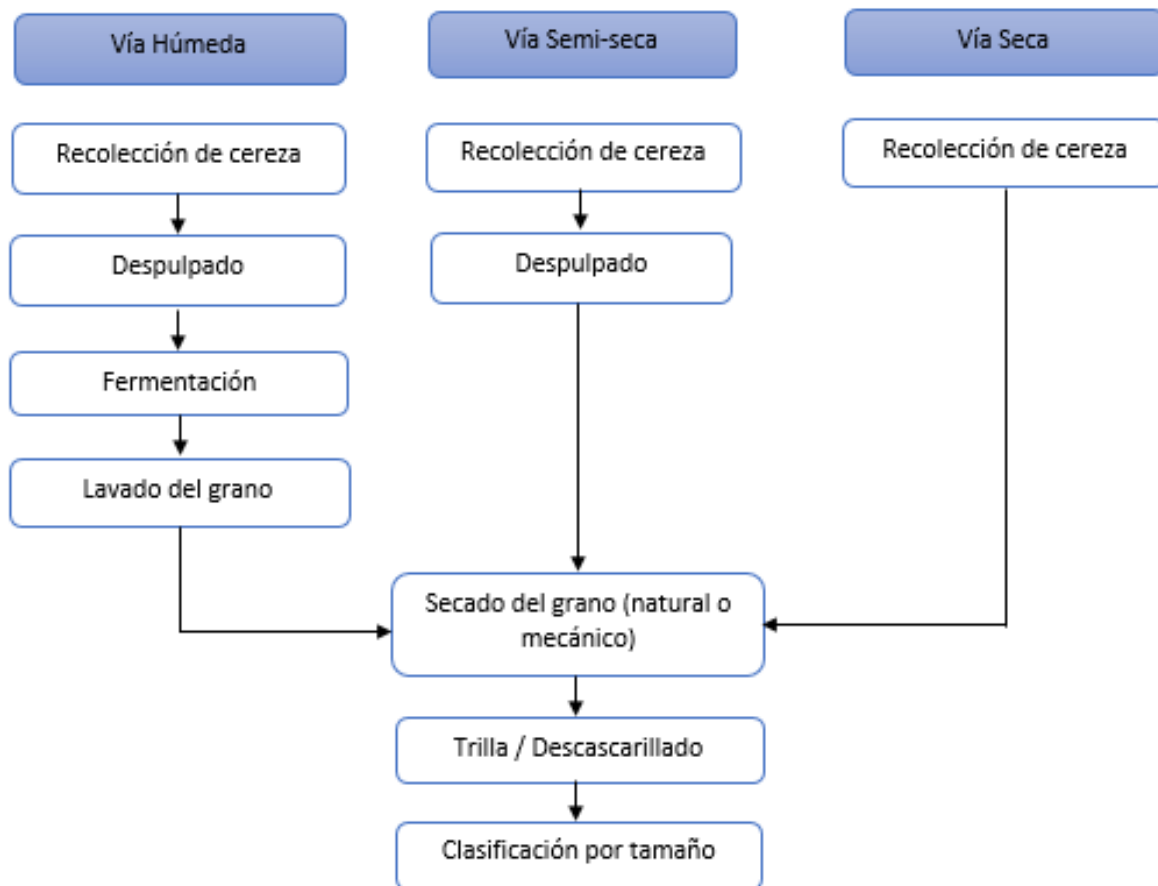 Vía Húmeda
Vía Semi-seca
Vía Seca
Recolección de cereza
Recolección de cereza
Recolección de cereza
Despulpado
Despulpado
Fermentación
Lavado del grano
Secado del grano (natural o
mecánico)
Trilla / Descascarillado
Clasificación por tamaño